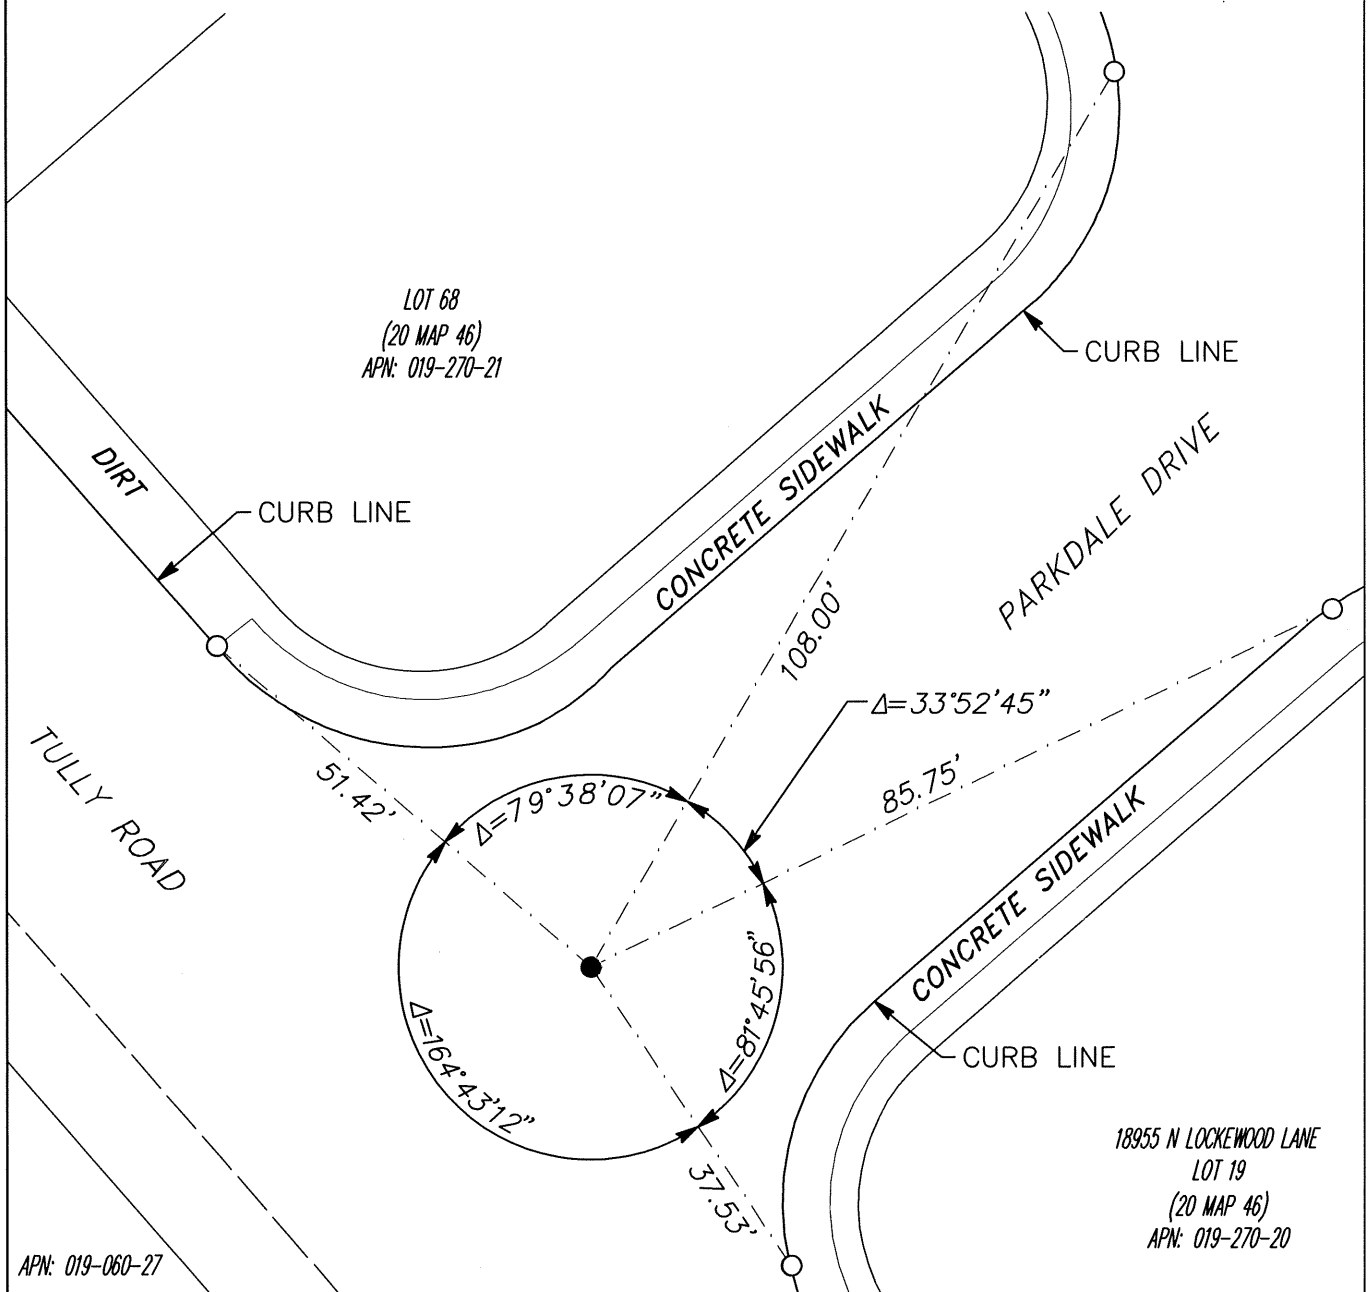 LOT 68
(20 MAP 46)
APN: 019-270-21
CURB LINE
DIRT
CURB LINE
CONCRETE SIDEWALK
PARKDALE DRIVE
108.00'
Δ=33°52'45"
TULLY ROAD
51.42'
Δ=79°38'07"
85.75'
CONCRETE SIDEWALK
Δ=81°45'56"
Δ=164°43'12"
CURB LINE
37.53'
18955 N LOCKEWOOD LANE
LOT 19
(20 MAP 46)
APN: 019-270-20
APN: 019-060-27